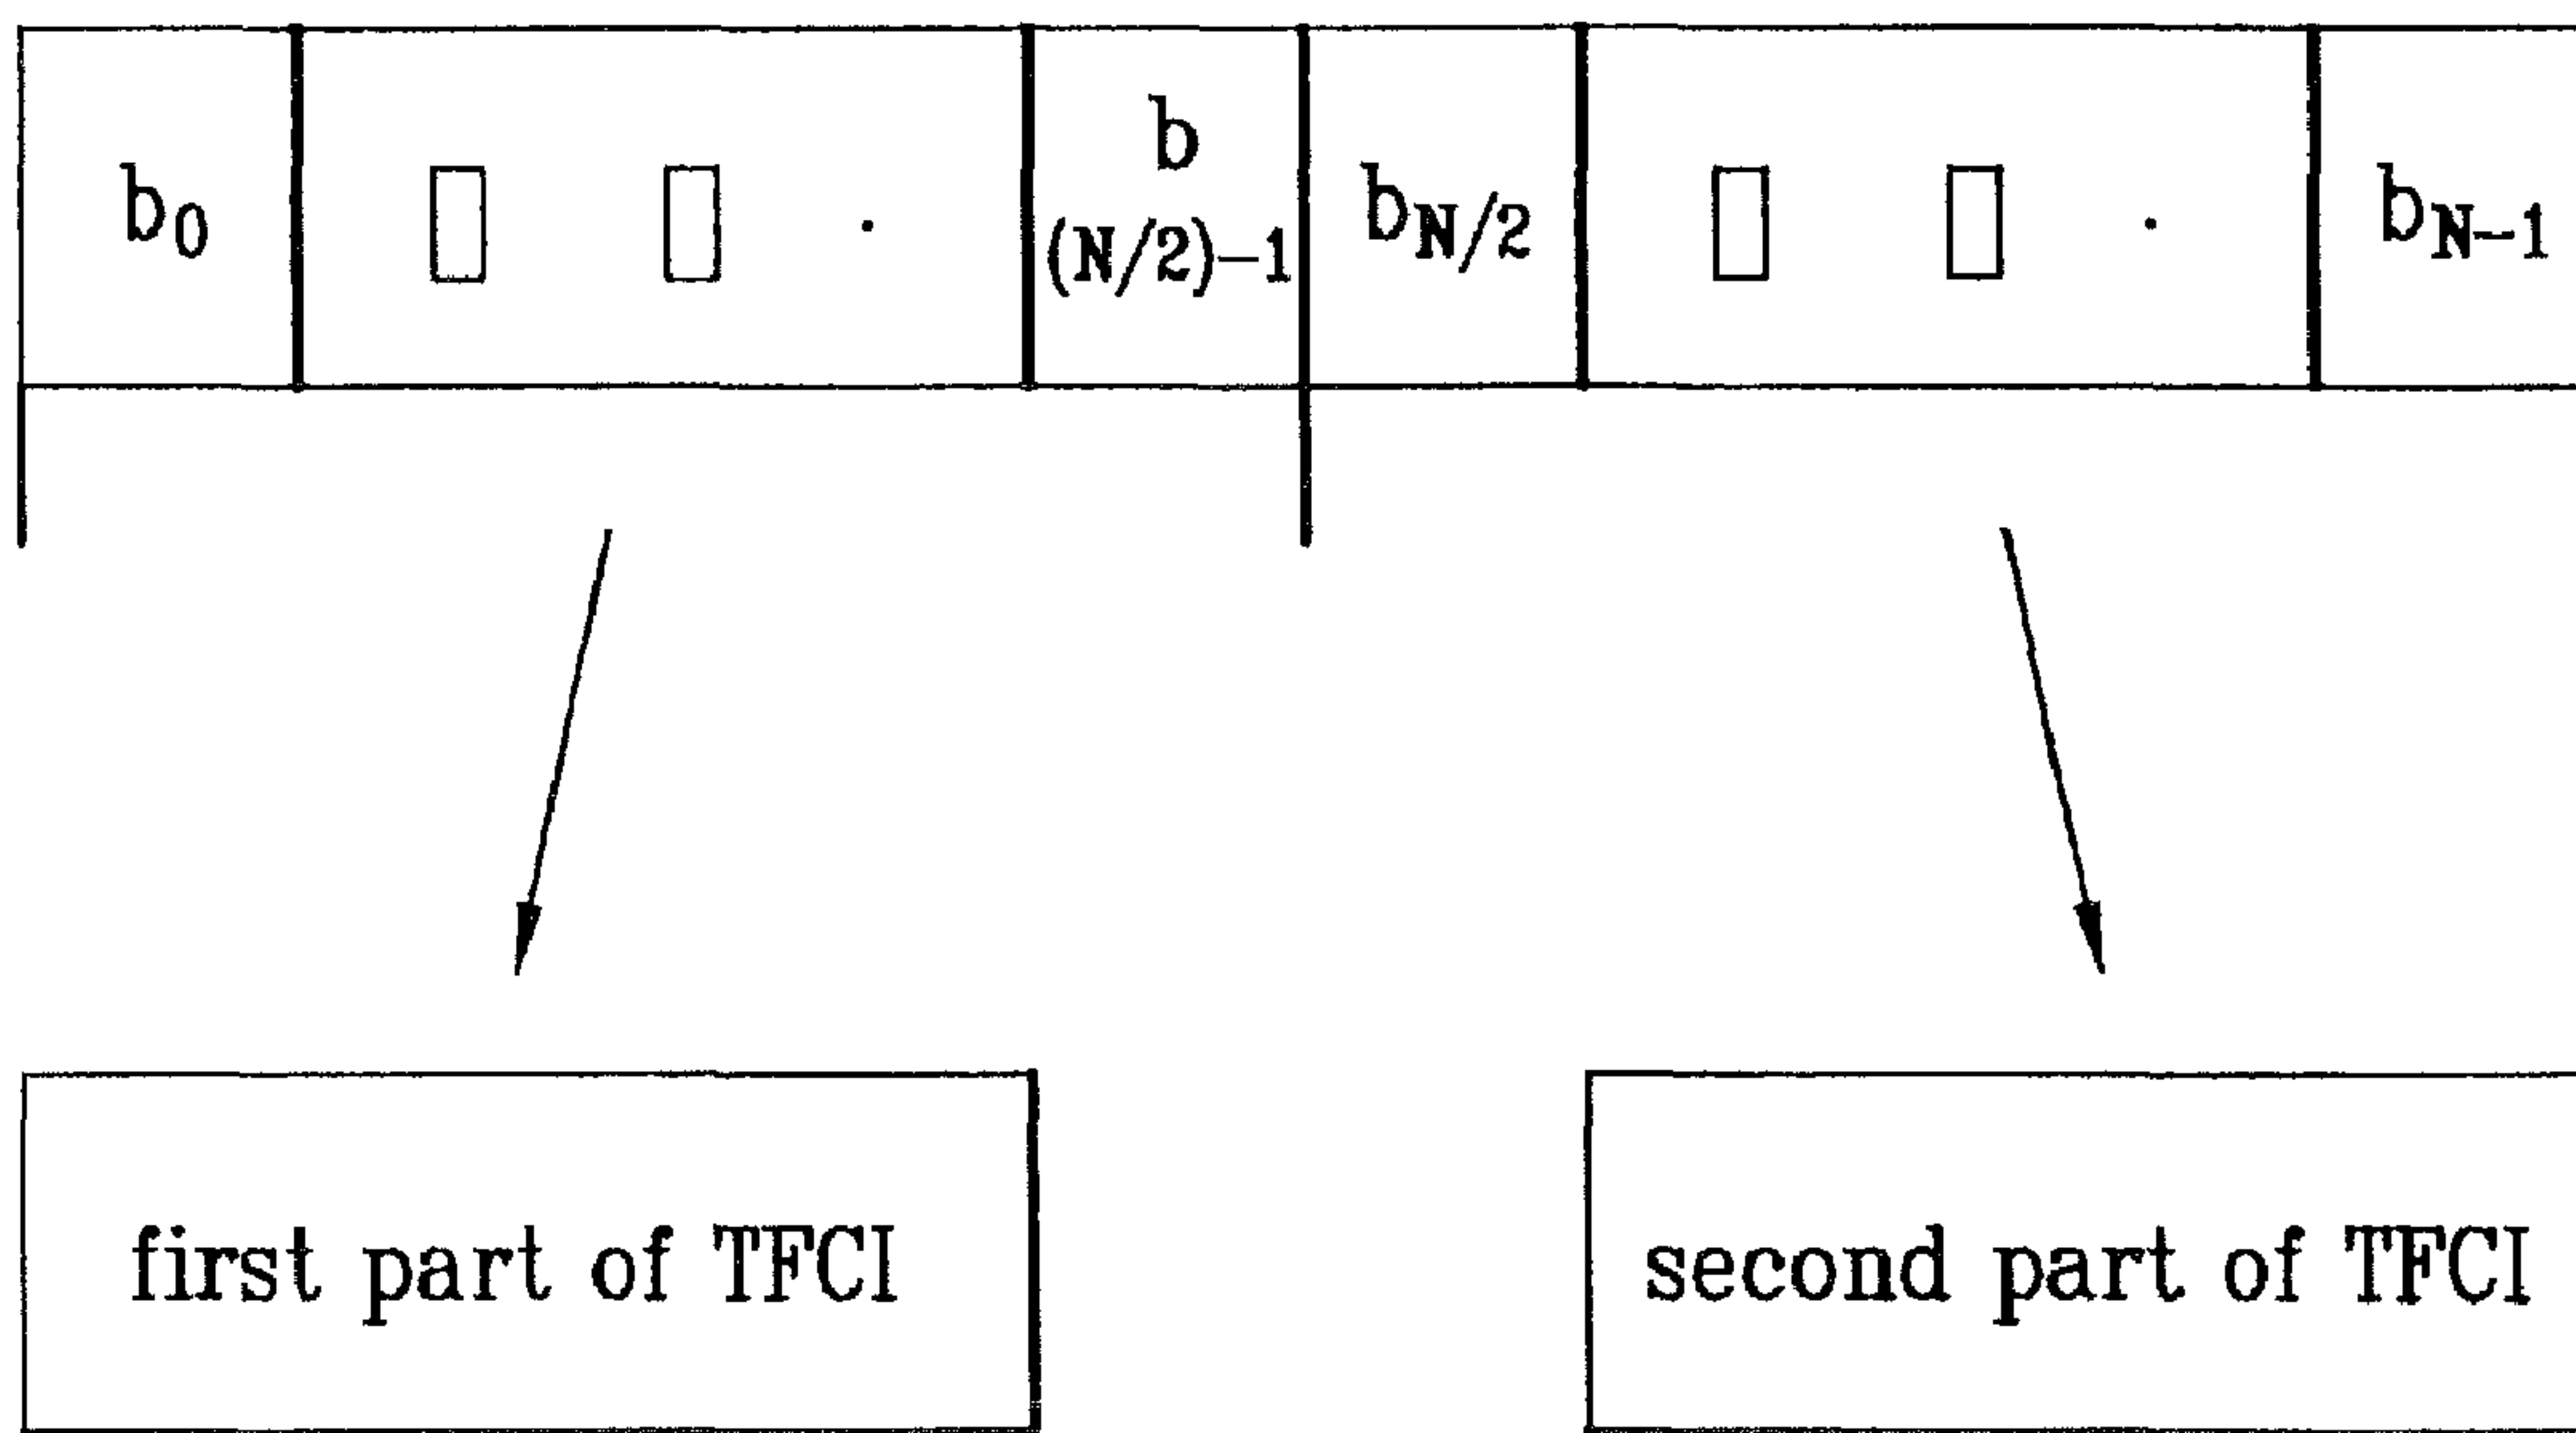 b0 ▯ ▯ · b (N/2)-1 bN/2 ▯ ▯ · bN-1
first part of TFCI
second part of TFCI